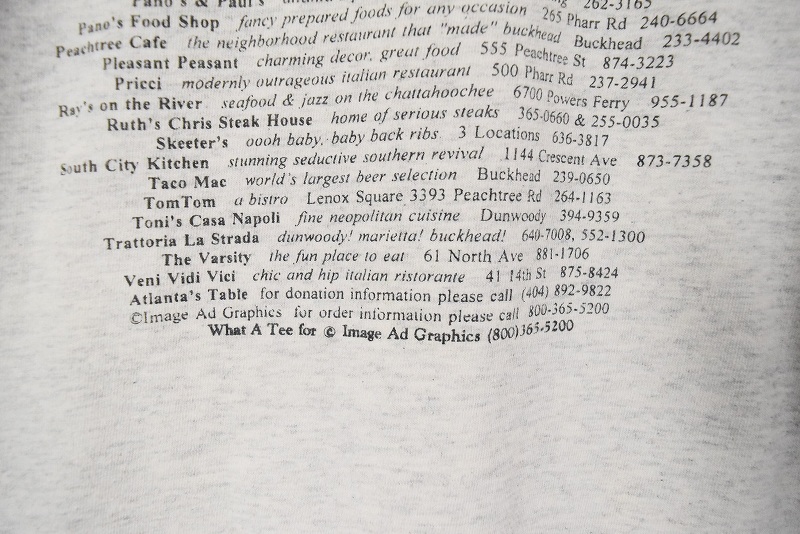 Pano's & Paul's 262-3165
Pano's Food Shop fancy prepared foods for any occasion 265 Pharr Rd 240-6664
Peachtree Cafe the neighborhood restaurant that "made" buckhead Buckhead 233-4402
Pleasant Peasant charming decor, great food 555 Peachtree St 874-3223
Pricci modernly outrageous italian restaurant 500 Pharr Rd 237-2941
Ray's on the River seafood & jazz on the chattahoochee 6700 Powers Ferry 955-1187
Ruth's Chris Steak House home of serious steaks 365-0660 & 255-0035
Skeeter's oooh baby, baby back ribs 3 Locations 636-3817
South City Kitchen stunning seductive southern revival 1144 Crescent Ave 873-7358
Taco Mac world's largest beer selection Buckhead 239-0650
TomTom a bistro Lenox Square 3393 Peachtree Rd 264-1163
Toni's Casa Napoli fine neopolitan cuisine Dunwoody 394-9359
Trattoria La Strada dunwoody! marietta! buckhead! 640-7008, 552-1300
The Varsity the fun place to eat 61 North Ave 881-1706
Veni Vidi Vici chic and hip italian ristorante 41 14th St 875-8424
Atlanta's Table for donation information please call (404) 892-9822
©Image Ad Graphics for order information please call 800-365-5200
What A Tee for © Image Ad Graphics (800)365-5200